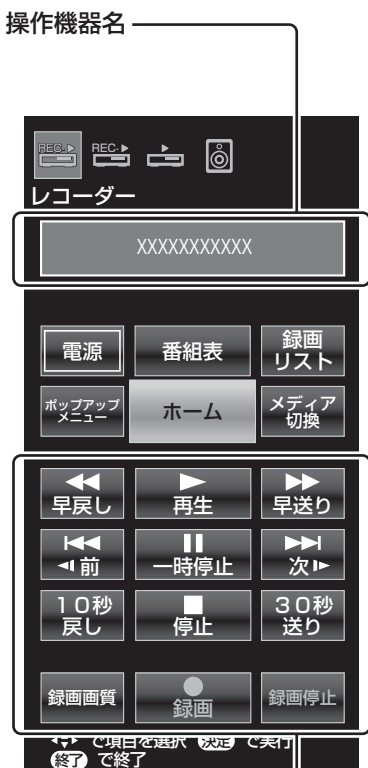 操作機器名
REC REC
レコーダー
XXXXXXXXXXX
電源 番組表 録画
リスト
ポップアップ
メニュー ホーム メディア
切換
早戻し 再生 早送り
前 一時停止 次
10秒
戻し 停止 30秒
送り
録画画質 録画 録画停止
で項目を選択 決定 で実行
終了 で終了